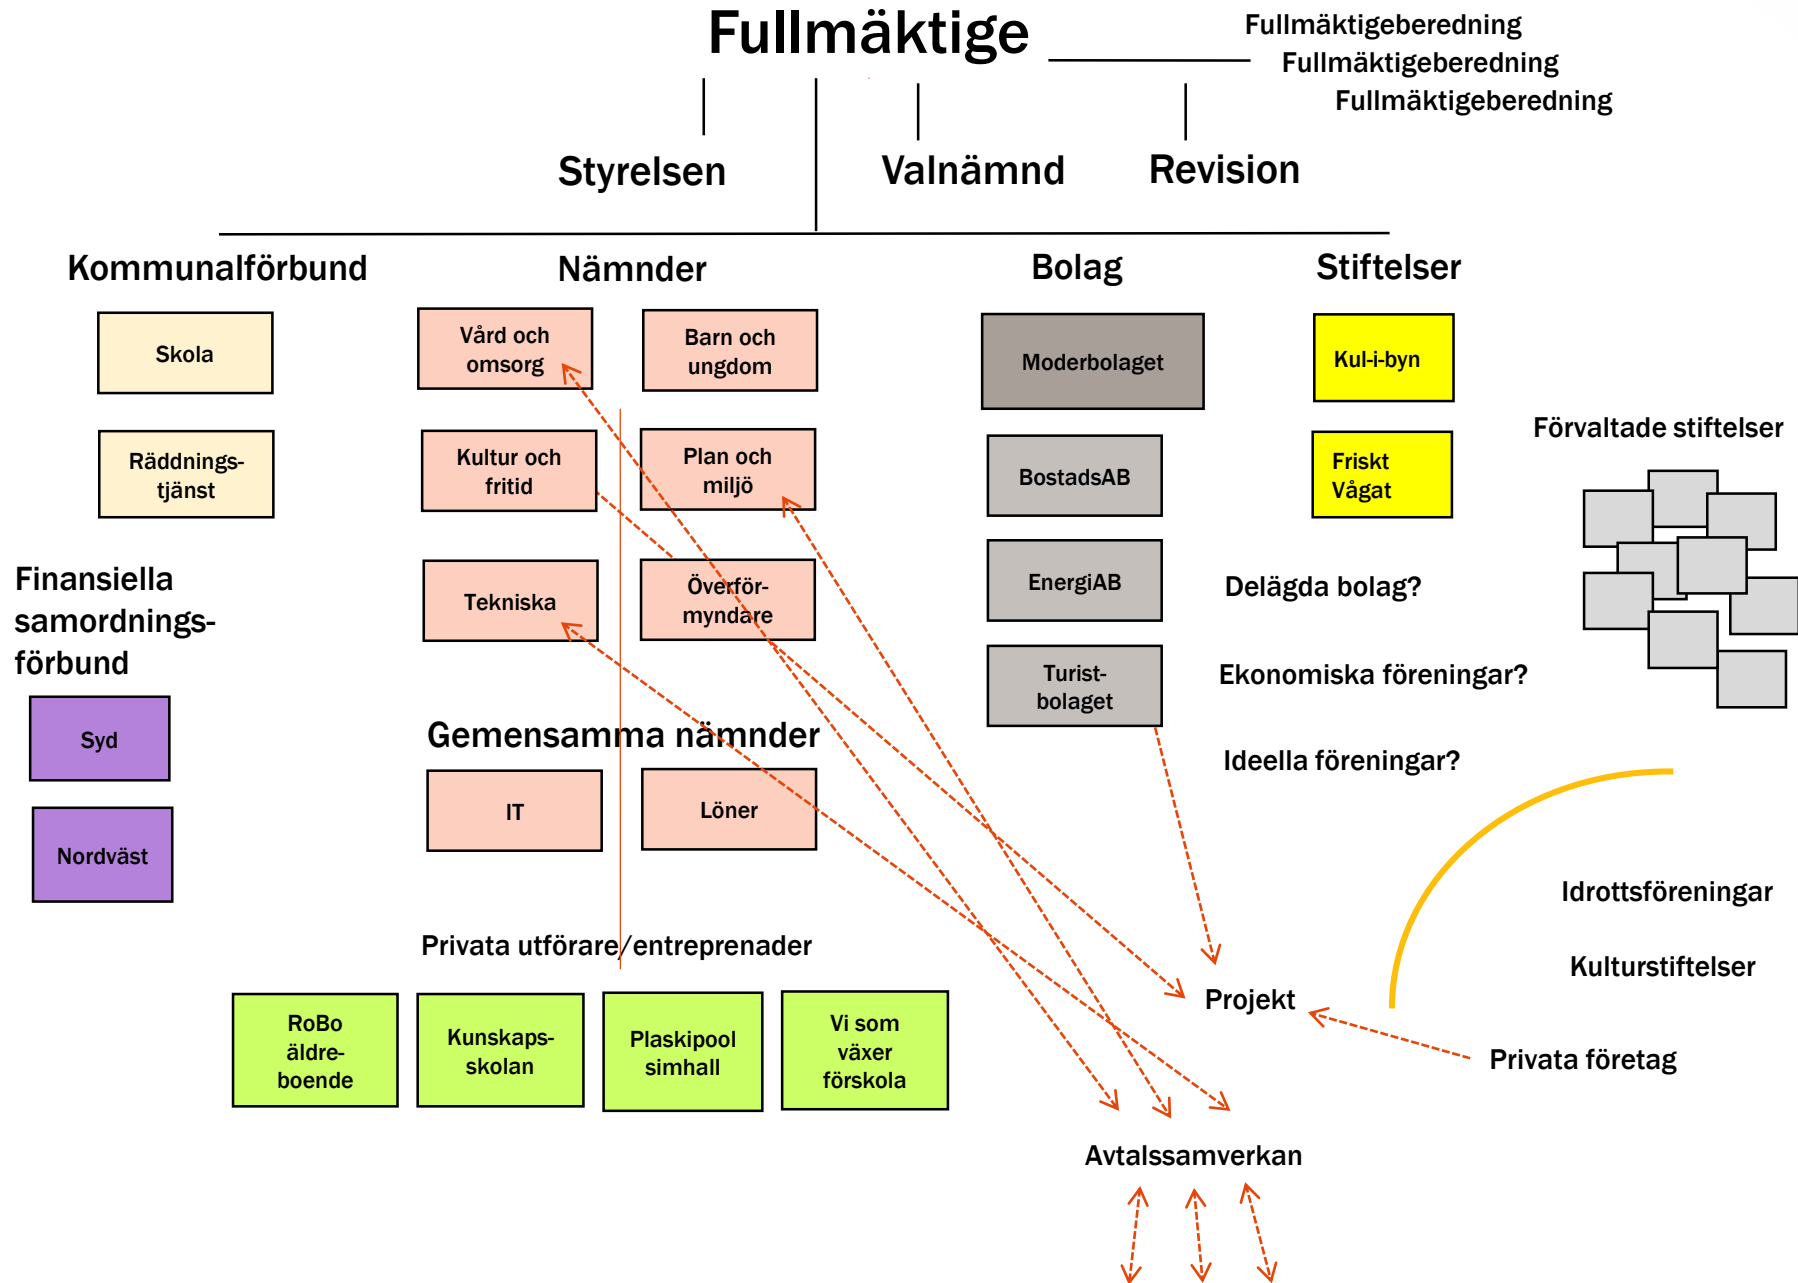 Fullmäktige
Fullmäktigeberedning
Fullmäktigeberedning
Fullmäktigeberedning
Styrelsen
Valnämnd
Revision
Kommunalförbund
Nämnder
Bolag
Stiftelser
Skola
Räddnings-
tjänst
Vård och
omsorg
Barn och
ungdom
Kultur och
fritid
Plan och
miljö
Tekniska
Överför-
myndare
Moderbolaget
BostadsAB
EnergiAB
Turist-
bolaget
Kul-i-byn
Friskt
Vågat
Förvaltade stiftelser
Delägda bolag?
Ekonomiska föreningar?
Ideella föreningar?
Finansiella
samordnings-
förbund
Syd
Nordväst
Gemensamma nämnder
IT
Löner
Privata utförare/entreprenader
RoBo
äldre-
boende
Kunskaps-
skolan
Plaskipool
simhall
Vi som
växer
förskola
Idrottsföreningar
Kulturstiftelser
Projekt
Privata företag
Avtalssamverkan